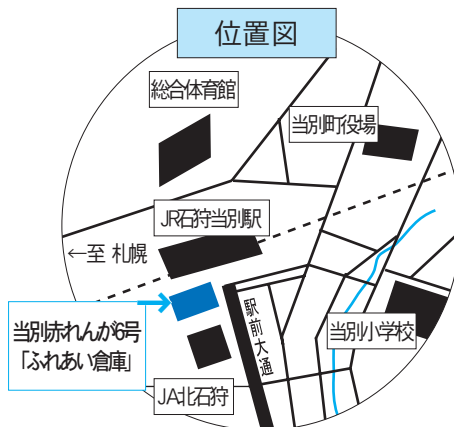 位置図
総合体育館
当別町役場
JR石狩当別駅
←至 札幌
当別赤れんが6号
「ふれあい倉庫」
駅前大通
当別小学校
JA北石狩